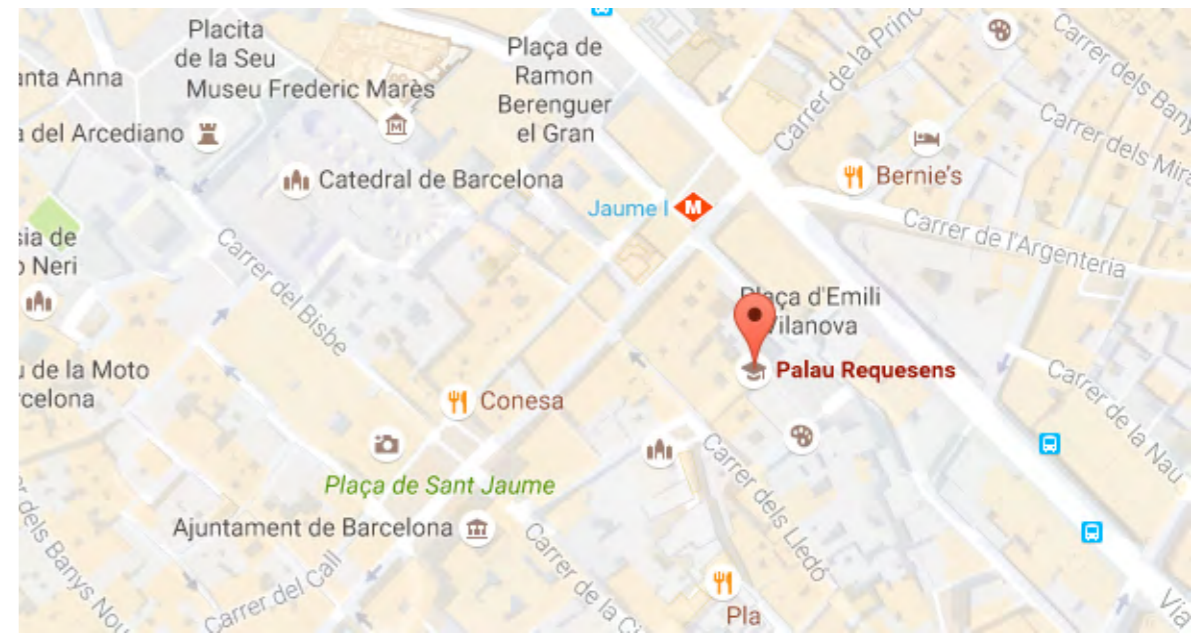 Placita
de la Seu
Museu Frederic Marès
Plaça de
Ramon
Berenguer
el Gran
Carrer de la Princ
Carrer dels Bany
Carrer dels Mira
anta Anna
a del Arcediano
Catedral de Barcelona
Jaume I
M
Bernie's
Carrer de l'Argenteria
sia de
o Neri
Carrer del Bisbe
Plaça d'Emili
Vilanova
Palau Requesens
u de la Moto
rcelona
Conesa
Carrer de la Nau
Plaça de Sant Jaume
Ajuntament de Barcelona
Carrer dels Lledó
r dels Banys Nou
Carrer del Call
Carrer de la Ci
Pla
Via